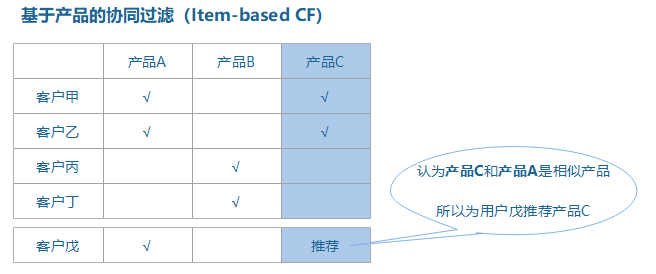 基于产品的协同过滤（Item-based CF）
产品A 产品B 产品C
客户甲 √ √
客户乙 √ √
客户丙 √
客户丁 √
客户戊 √ 推荐
认为产品C和产品A是相似产品
所以为用户戊推荐产品C